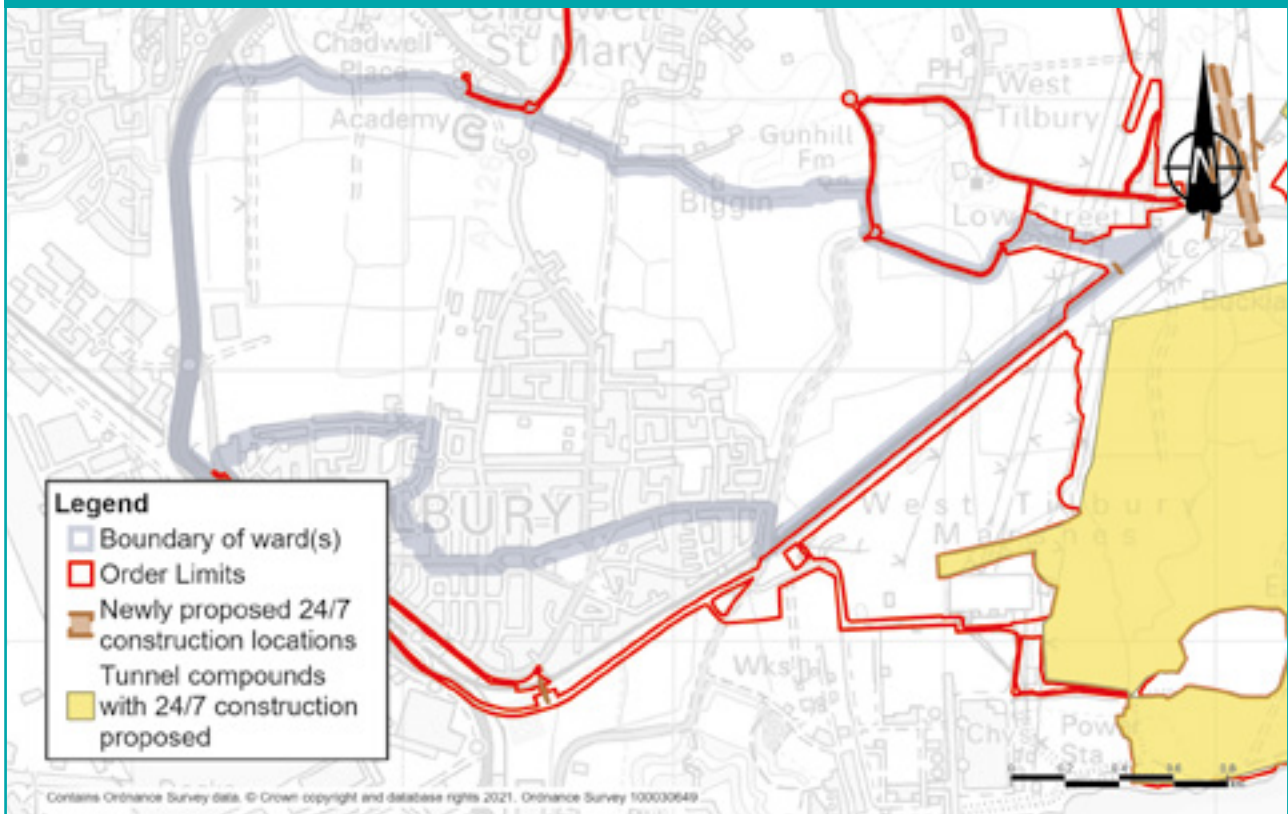 Chadwell
St Mary
Chadwell
Place
Academy
PH
West
Tilbury
Gunhill
Fm
Biggin
Low Street
N
BURY
West Tilbury
Marshes
Wks
Power
Sta
Legend
Boundary of ward(s)
Order Limits
Newly proposed 24/7
construction locations
Tunnel compounds
with 24/7 construction
proposed
Contains Ordnance Survey data. © Crown copyright and database rights 2021. Ordnance Survey 100030649